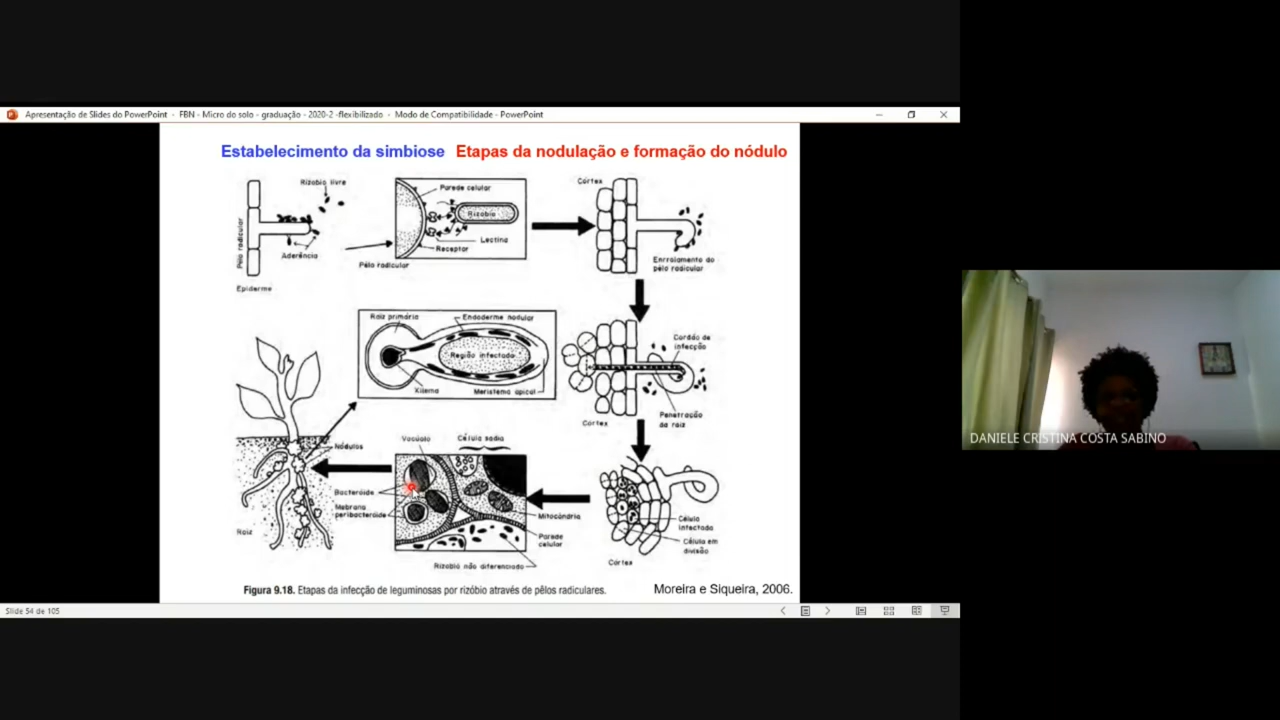 Apresentação de Slides do PowerPoint - FBN - Micro do solo - graduação - 2020-2 -flexibilizado - Modo de Compatibilidade - PowerPoint
Estabelecimento da simbiose Etapas da nodulação e formação do nódulo
Rizóbio livre
Pêlo radicular
Aderência
Epiderme
Parede celular
Rizóbio
Lectina
Receptor
Pêlo radicular
Córtex
Enrolamento do
pêlo radicular
Raiz primária
Endoderme nodular
Região infectada
Xilema
Meristema apical
Cordão de
infecção
Penetração
da raiz
Cortex
Nódulos
Raiz
Vacúolo
Célula sadia
Bacteróide
Mebrana
peribacteróide
Mitocôndria
Parede
celular
Rizobió não diferenciado
Célula
infectada
Célula em
divisão
Córtex
Figura 9.18. Etapas da infecção de leguminosas por rizóbio através de pêlos radiculares.
Moreira e Siqueira, 2006.
Slide 54 de 105
DANIELE CRISTINA COSTA SABINO